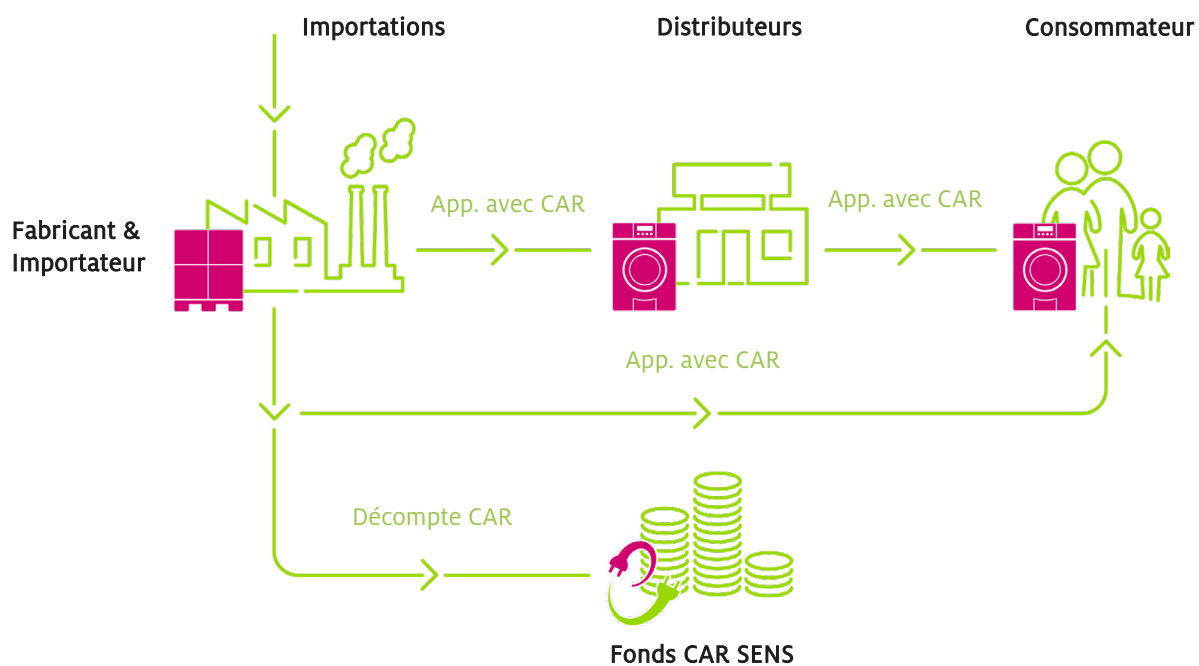 Importations
Distributeurs
Consommateur
Fabricant &
Importateur
App. avec CAR
App. avec CAR
App. avec CAR
Décompte CAR
Fonds CAR SENS